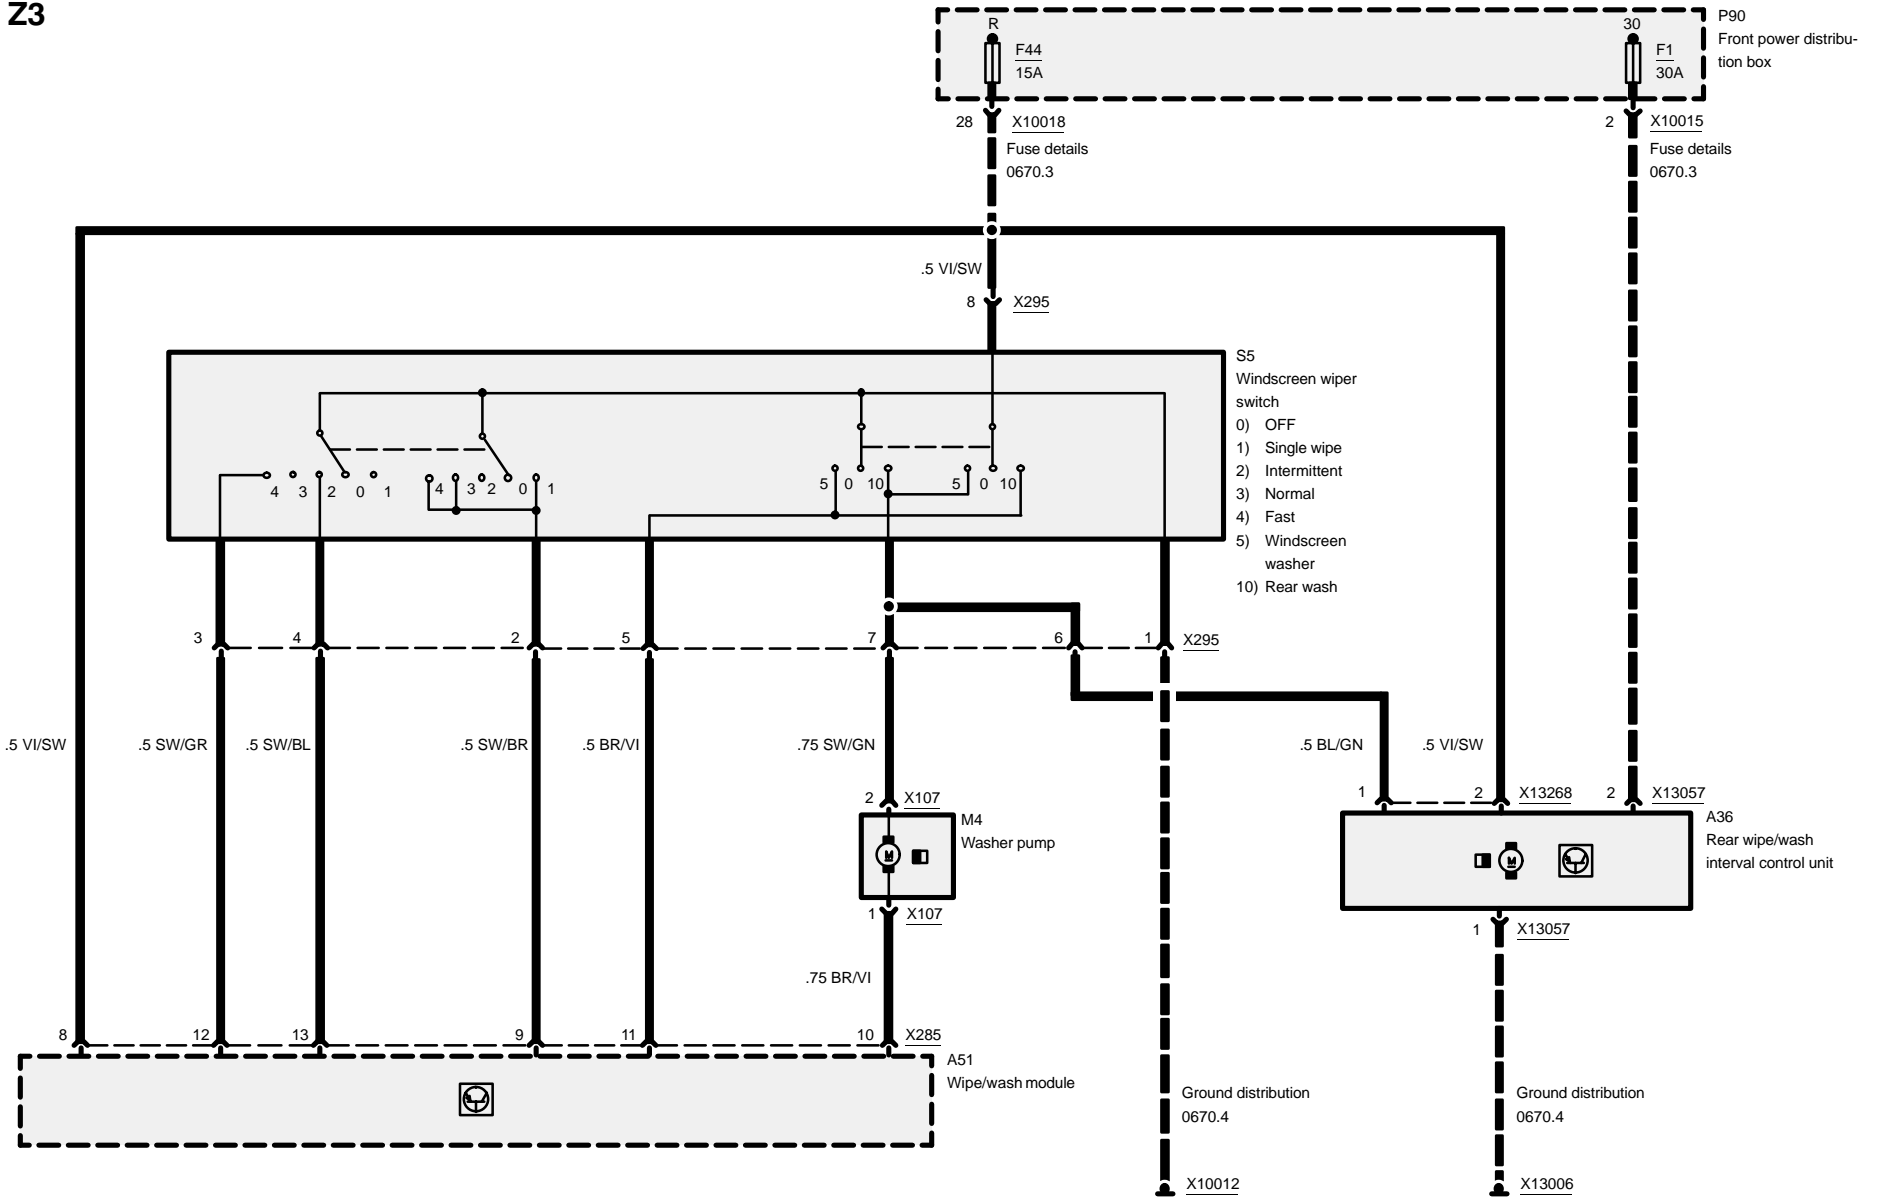 Z3
R
F44
15A
30
F1
30A
P90
Front power distribu-
tion box
28 X10018
Fuse details
0670.3
2 X10015
Fuse details
0670.3
.5 VI/SW
8 X295
S5
Windscreen wiper
switch
0) OFF
1) Single wipe
2) Intermittent
3) Normal
4) Fast
5) Windscreen
washer
10) Rear wash
4 3 2 0 1
4 3 2 0 1
5 0 10
5 0 10
3 4 2 5 7 6 1 X295
.5 VI/SW .5 SW/GR .5 SW/BL .5 SW/BR .5 BR/VI .75 SW/GN .5 BL/GN .5 VI/SW
2 X107
M4
Washer pump
M
1 X107
1 2 X13268 2 X13057
A36
Rear wipe/wash
interval control unit
M
1 X13057
.75 BR/VI
8 12 13 9 11 10 X285
A51
Wipe/wash module
Ground distribution
0670.4
Ground distribution
0670.4
X10012
X13006